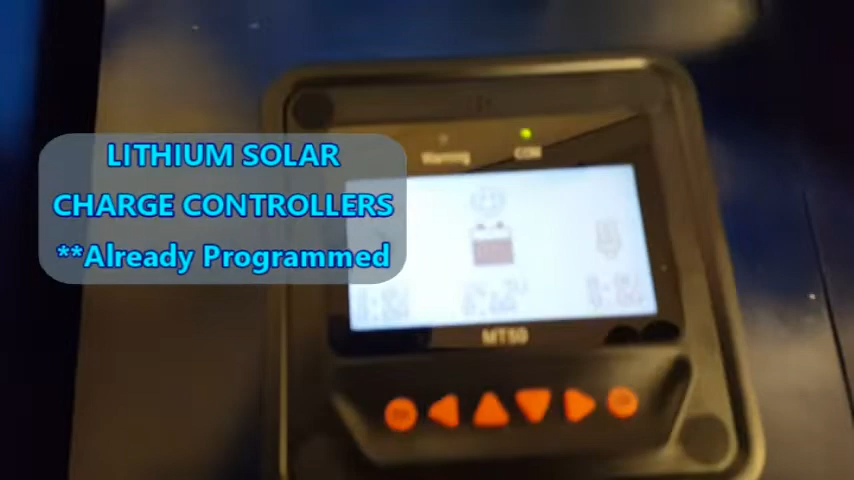 LITHIUM SOLAR
CHARGE CONTROLLERS
**Already Programmed
Warning
COM
MT50